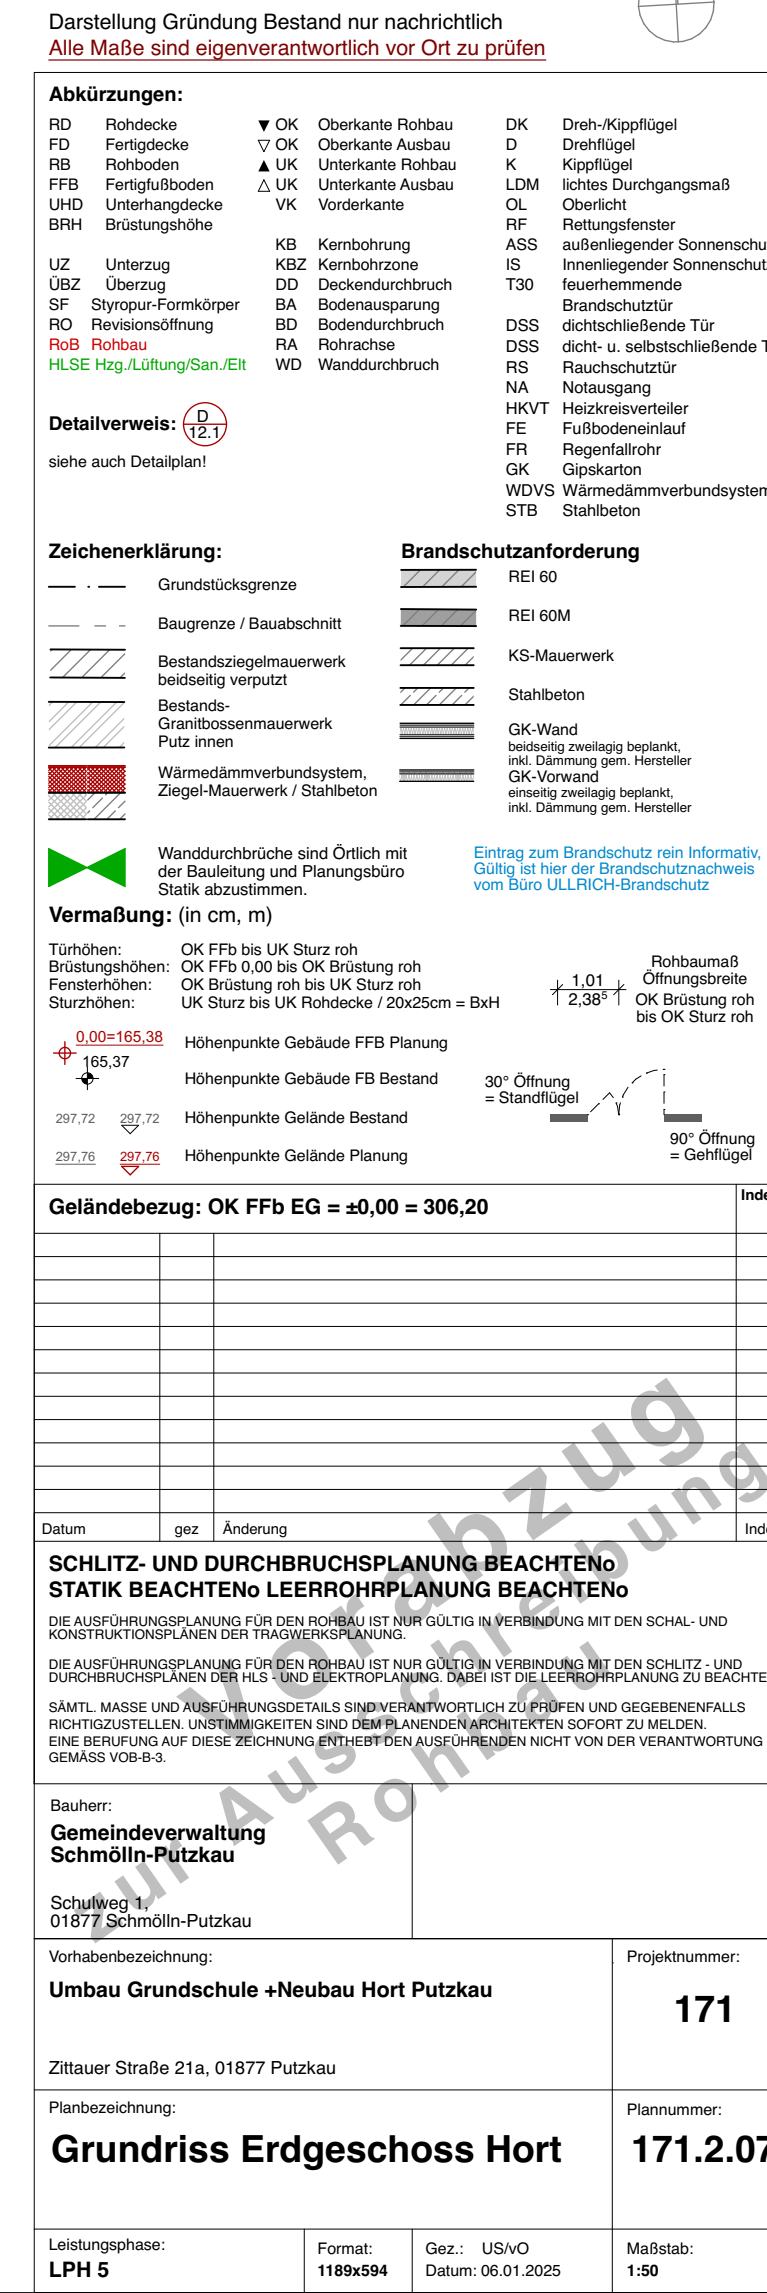 Darstellung Gründung Bestand nur nachrichtlich
Alle Maße sind eigenverantwortlich vor Ort zu prüfen
Abkürzungen:
RD Rohdecke
FD Fertigdecke
RB Rohboden
FFB Fertigfußboden
UHD Unterhangdecke
BRH Brüstungshöhe
UZ Unterzug
ÜBZ Überzug
SF Styropur-Formkörper
RO Revisionsöffnung
RoB Rohbau
HLSE Hzg./Lüftung/San./Elt
▼ OK Oberkante Rohbau
▽ OK Oberkante Ausbau
▲ UK Unterkante Rohbau
△ UK Unterkante Ausbau
VK Vorderkante
KB Kernbohrung
KBZ Kernbohrzone
DD Deckendurchbruch
BA Bodenausparung
BD Bodendurchbruch
RA Rohrachse
WD Wanddurchbruch
DK Dreh-/Kippflügel
D Drehflügel
K Kippflügel
LDM lichtes Durchgangsmaß
OL Oberlicht
RF Rettungsfenster
ASS außenliegender Sonnenschu
IS Innenliegender Sonnenschut
T30 feuerhemmende
Brandschutztür
DSS dichtschließende Tür
DSS dicht- u. selbstschließende T
RS Rauchschutztür
NA Notausgang
HKVT Heizkreisverteiler
FE Fußbodeneinlauf
FR Regenfallrohr
GK Gipskarton
WDVS Wärmedämmverbundsystem
STB Stahlbeton
Detailverweis: D
12.1
siehe auch Detailplan!
Zeichenerklärung:
Grundstücksgrenze
Baugrenze / Bauabschnitt
Bestandsziegelmauerwerk
beidseitig verputzt
Bestands-
Granitbossenmauerwerk
Putz innen
Wärmedämmverbundsystem,
Ziegel-Mauerwerk / Stahlbeton
Wanddurchbrüche sind Örtlich mit
der Bauleitung und Planungsbüro
Statik abzustimmen.
Brandschutzanforderung
REI 60
REI 60M
KS-Mauerwerk
Stahlbeton
GK-Wand
beidseitig zweilagig beplankt,
inkl. Dämmung gem. Hersteller
GK-Vorwand
einseitig zweilagig beplankt,
inkl. Dämmung gem. Hersteller
Eintrag zum Brandschutz rein Informativ,
Gültig ist hier der Brandschutznachweis
vom Büro ULLRICH-Brandschutz
Vermaßung: (in cm, m)
Türhöhen: OK FFb bis UK Sturz roh
Brüstungshöhen: OK FFb 0,00 bis OK Brüstung roh
Fensterhöhen: OK Brüstung roh bis UK Sturz roh
Sturzhöhen: UK Sturz bis UK Rohdecke / 20x25cm = BxH
1,01
2,38⁵
Rohbaumaß
Öffnungsbreite
OK Brüstung roh
bis OK Sturz roh
0,00=165,38 Höhenpunkte Gebäude FFB Planung
165,37
Höhenpunkte Gebäude FB Bestand
297,72 297,72 Höhenpunkte Gelände Bestand
297,76 297,76 Höhenpunkte Gelände Planung
30° Öffnung
= Standflügel
90° Öffnung
= Gehflügel
Geländebezug: OK FFb EG = ±0,00 = 306,20
Inde
Datum gez Änderung Inde
SCHLITZ- UND DURCHBRUCHSPLANUNG BEACHTENo
STATIK BEACHTENo LEERROHRPLANUNG BEACHTENo
DIE AUSFÜHRUNGSPLANUNG FÜR DEN ROHBAU IST NUR GÜLTIG IN VERBINDUNG MIT DEN SCHAL- UND
KONSTRUKTIONSPLÄNEN DER TRAGWERKSPLANUNG.
DIE AUSFÜHRUNGSPLANUNG FÜR DEN ROHBAU IST NUR GÜLTIG IN VERBINDUNG MIT DEN SCHLITZ - UND
DURCHBRUCHSPLÄNEN DER HLS - UND ELEKTROPLANUNG. DABEI IST DIE LEERROHRPLANUNG ZU BEACHTE
SÄMTL. MASSE UND AUSFÜHRUNGSDETAILS SIND VERANTWORTLICH ZU PRÜFEN UND GEGEBENENFALLS
RICHTIGZUSTELLEN. UNSTIMMIGKEITEN SIND DEM PLANENDEN ARCHITEKTEN SOFORT ZU MELDEN.
EINE BERUFUNG AUF DIESE ZEICHNUNG ENTHEBT DEN AUSFÜHRENDEN NICHT VON DER VERANTWORTUNG
GEMÄSS VOB-B-3.
Vorabzug
zur Ausschreibung
Rohbau
Bauherr:
Gemeindeverwaltung
Schmölln-Putzkau
Schulweg 1,
01877 Schmölln-Putzkau
Vorhabenbezeichnung:
Umbau Grundschule +Neubau Hort Putzkau
Zittauer Straße 21a, 01877 Putzkau
Projektnummer:
171
Planbezeichnung:
Grundriss Erdgeschoss Hort
Plannummer:
171.2.07
Leistungsphase:
LPH 5
Format:
1189x594
Gez.: US/vO
Datum: 06.01.2025
Maßstab:
1:50